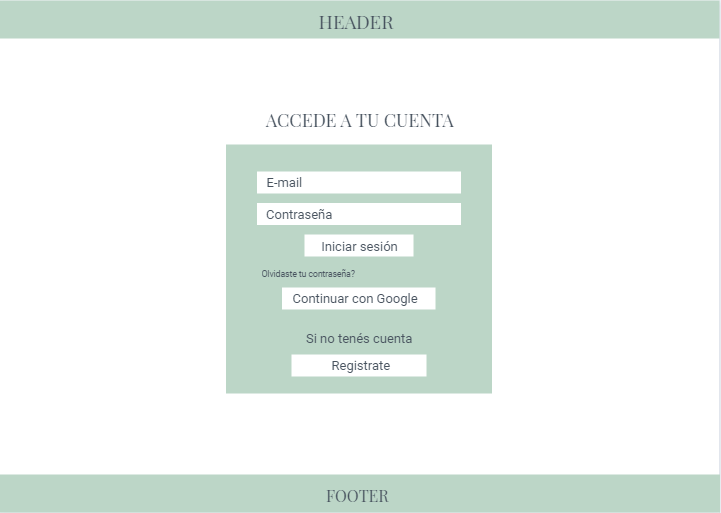 HEADER
ACCEDE A TU CUENTA
E-mail
Contraseña
Iniciar sesión
Olvidaste tu contraseña?
Continuar con Google
Si no tenés cuenta
Registrate
FOOTER